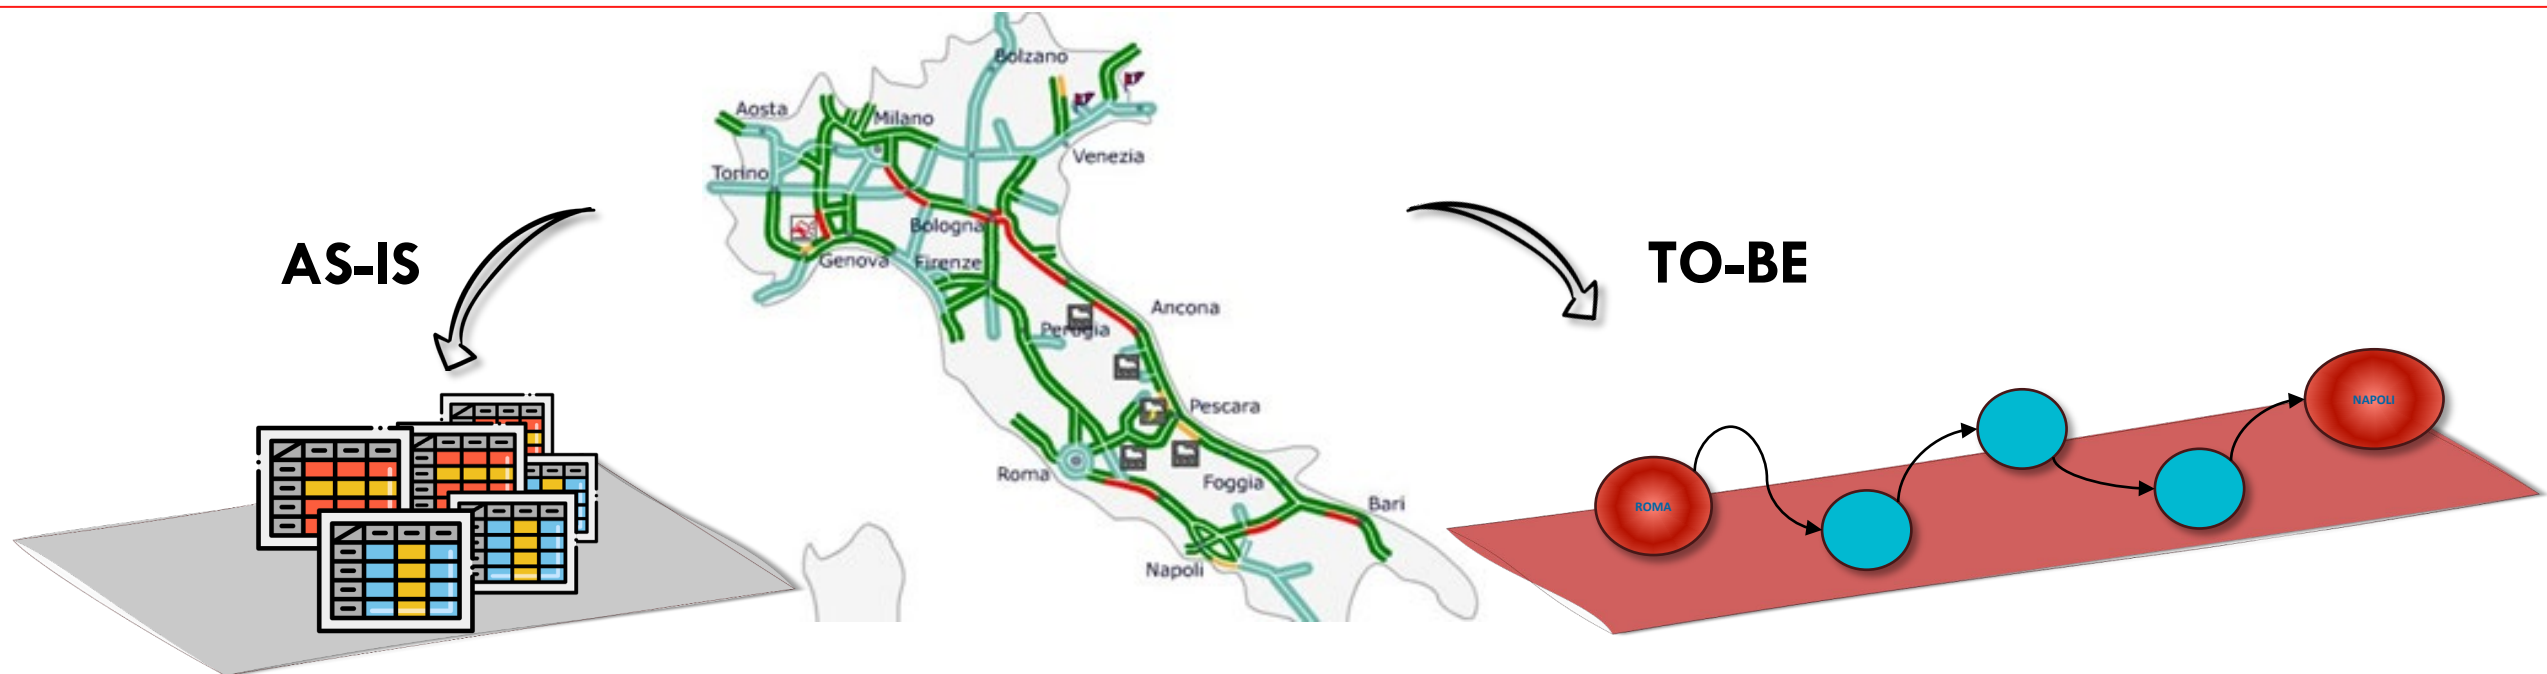 AS-IS
Bolzano
Aosta
Milano
Venezia
Torino
Bologna
Genova
Firenze
Ancona
Perugia
Pescara
Roma
Foggia
Bari
Napoli
TO-BE
ROMA
NAPOLI